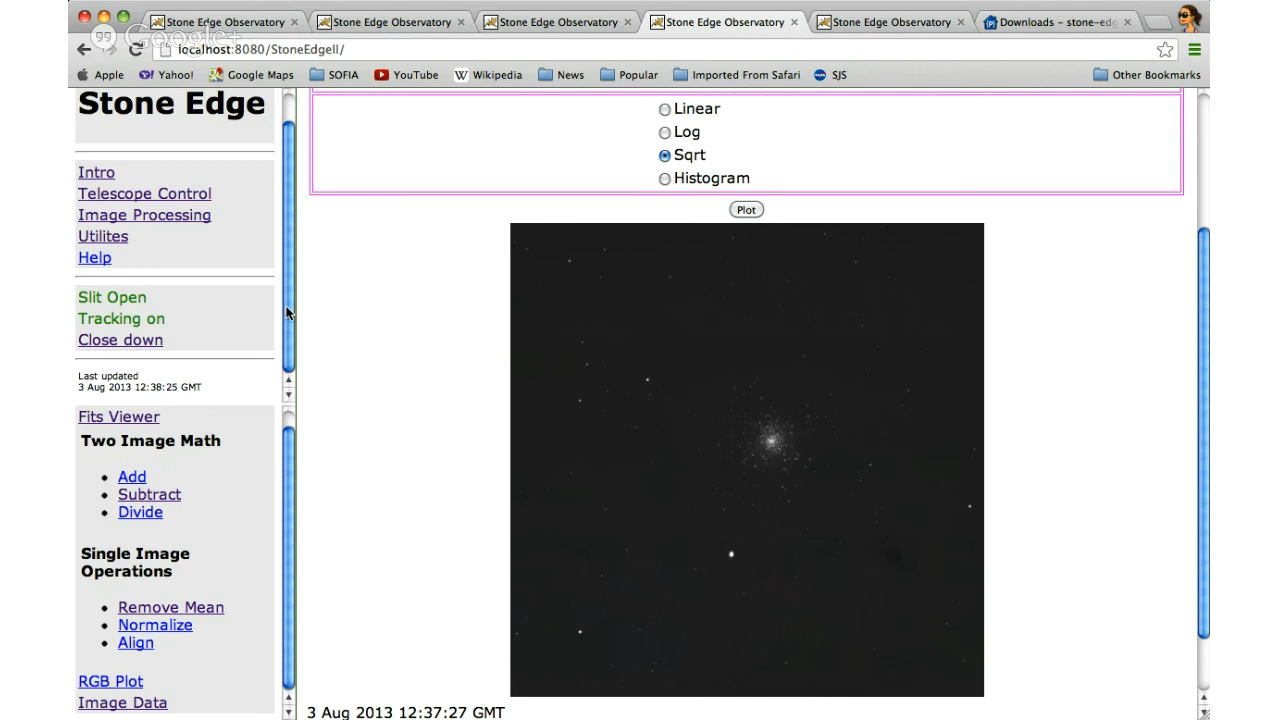 Stone Edge Observatory
Stone Edge Observatory
Stone Edge Observatory
Stone Edge Observatory
Stone Edge Observatory
Downloads – stone-edg
Google+
localhost:8080/StoneEdgeII/
Apple
Yahoo!
Google Maps
SOFIA
YouTube
W Wikipedia
News
Popular
Imported From Safari
SJS
Other Bookmarks
Stone Edge
Intro
Telescope Control
Image Processing
Utilites
Help
Slit Open
Tracking on
Close down
Last updated
3 Aug 2013 12:38:25 GMT
Fits Viewer
Two Image Math
Add
Subtract
Divide
Single Image
Operations
Remove Mean
Normalize
Align
RGB Plot
Image Data
Linear
Log
Sqrt
Histogram
Plot
3 Aug 2013 12:37:27 GMT